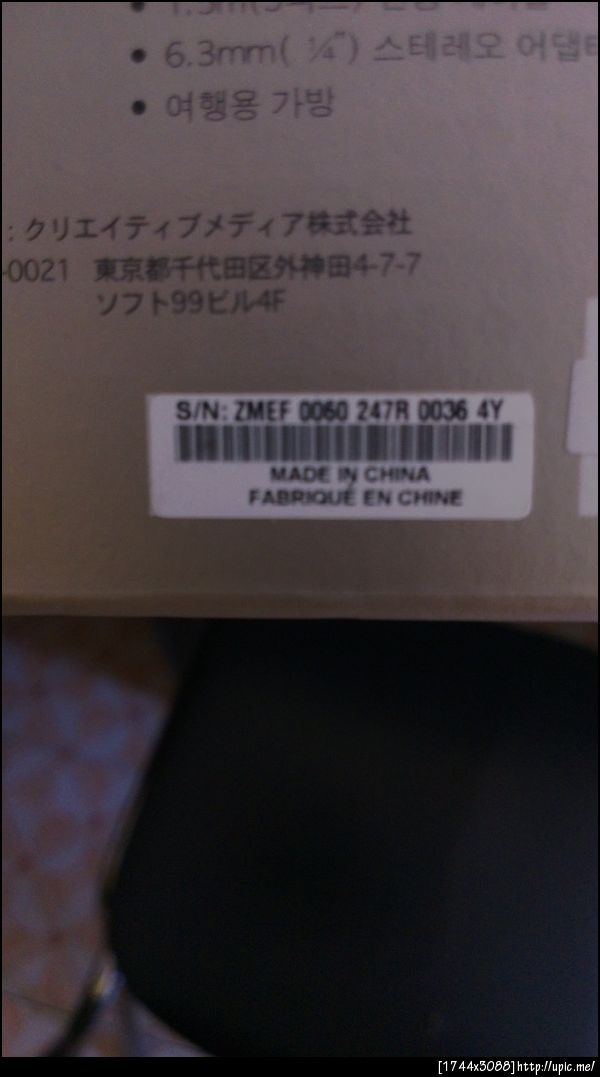 • 6.3mm( ¼") 스테레오
• 여행용 가방
: クリエイティブメディア株式会社
-0021 東京都千代田区外神田4-7-7
ソフト99ビル4F
S/N: ZMEF 0060 247R 0036 4Y
MADE IN CHINA
FABRIQUÉ EN CHINE
[1744x3088]http://upic.me/